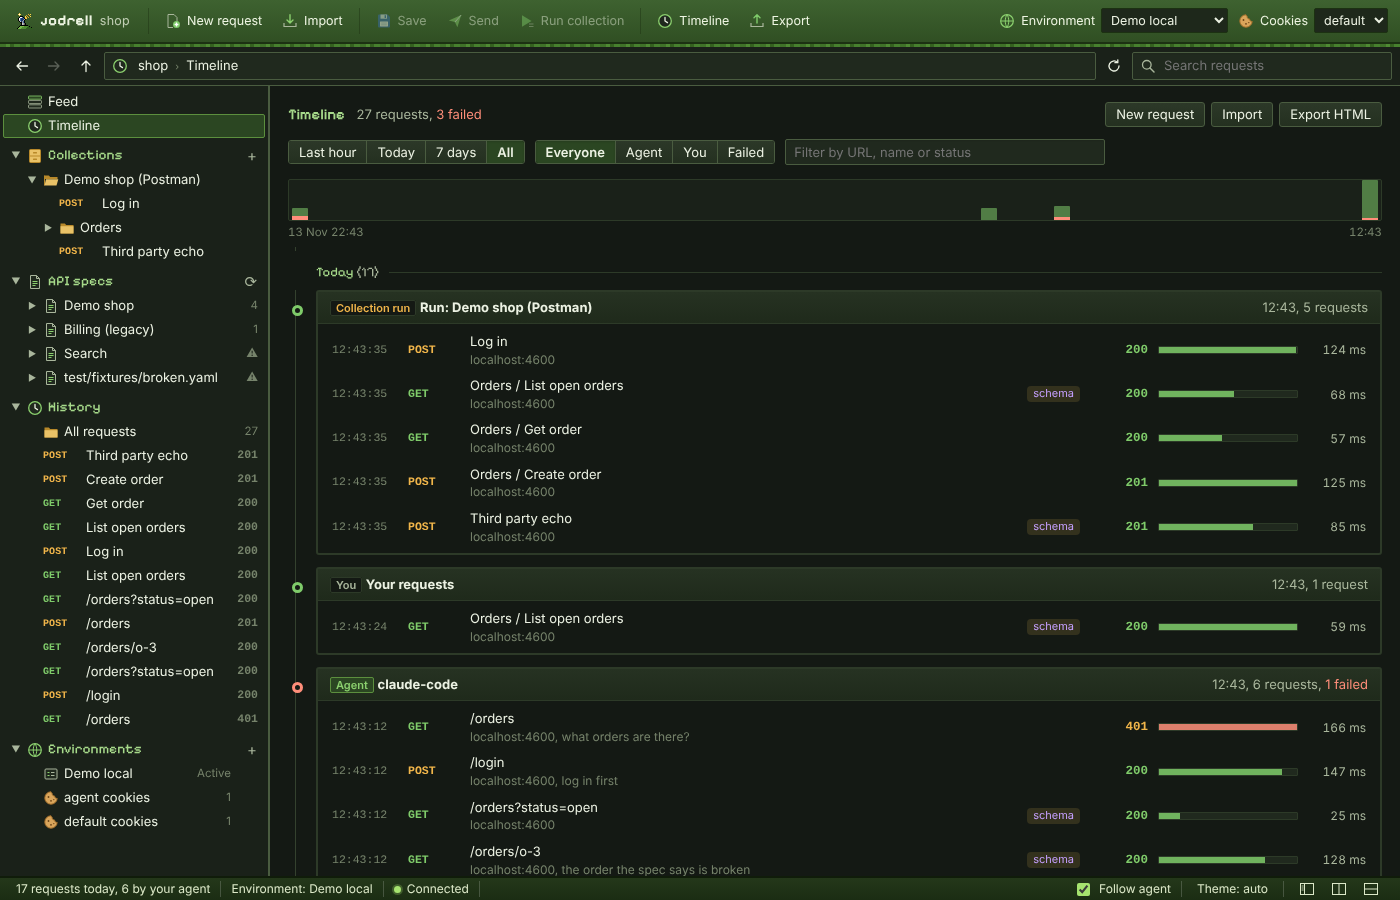 jodrell shop New request Import Save Send Run collection Timeline Export Environment Demo local Cookies default
shop › Timeline Search requests
Feed
Timeline
Collections +
Demo shop (Postman)
POST Log in
Orders
POST Third party echo
API specs
Demo shop 4
Billing (legacy) 1
Search
test/fixtures/broken.yaml
History
All requests 27
POST Third party echo 201
POST Create order 201
GET Get order 200
GET List open orders 200
POST Log in 200
GET List open orders 200
GET /orders?status=open 200
POST /orders 201
GET /orders/o-3 200
GET /orders?status=open 200
POST /login 200
GET /orders 401
Environments +
Demo local Active
agent cookies 1
default cookies 1
Timeline 27 requests, 3 failed New request Import Export HTML
Last hour Today 7 days All Everyone Agent You Failed Filter by URL, name or status
13 Nov 22:43 12:43
Today (17)
Collection run Run: Demo shop (Postman) 12:43, 5 requests
12:43:35 POST Log in 200 124 ms
localhost:4600
12:43:35 GET Orders / List open orders schema 200 68 ms
localhost:4600
12:43:35 GET Orders / Get order 200 57 ms
localhost:4600
12:43:35 POST Orders / Create order 201 125 ms
localhost:4600
12:43:35 POST Third party echo schema 201 85 ms
localhost:4600
You Your requests 12:43, 1 request
12:43:24 GET Orders / List open orders schema 200 59 ms
localhost:4600
Agent claude-code 12:43, 6 requests, 1 failed
12:43:12 GET /orders 401 166 ms
localhost:4600, what orders are there?
12:43:12 POST /login 200 147 ms
localhost:4600, log in first
12:43:12 GET /orders?status=open schema 200 25 ms
localhost:4600
12:43:12 GET /orders/o-3 schema 200 128 ms
localhost:4600, the order the spec says is broken
17 requests today, 6 by your agent Environment: Demo local Connected Follow agent Theme: auto